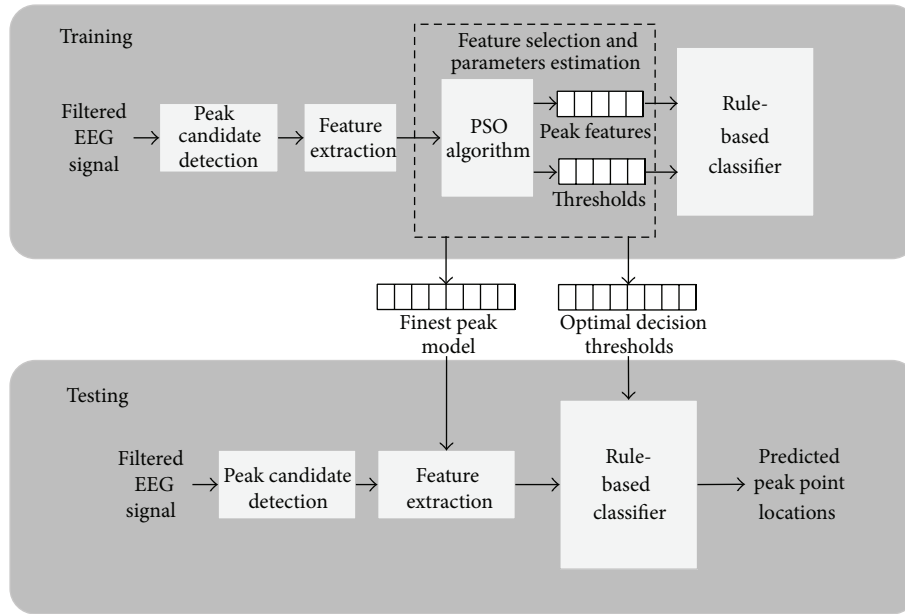 Training
Filtered
EEG
signal
Peak
candidate
detection
Feature
extraction
Feature selection and
parameters estimation
PSO
algorithm
Peak features
Thresholds
Rule-
based
classifier
Finest peak
model
Optimal decision
thresholds
Testing
Filtered
EEG
signal
Peak candidate
detection
Feature
extraction
Rule-
based
classifier
Predicted
peak point
locations